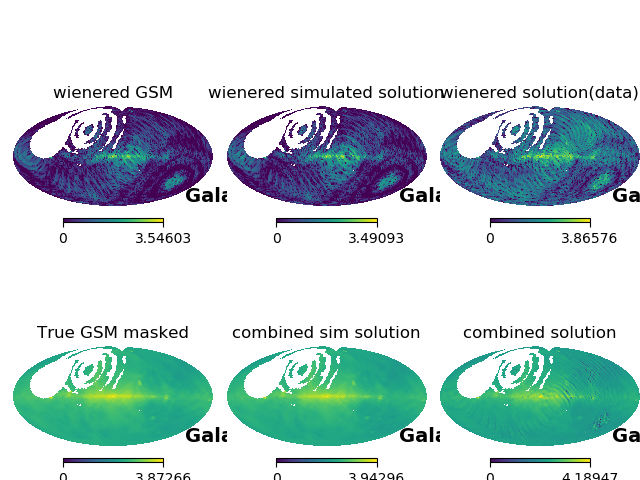 wienered GSM
wienered simulated solution
wienered solution(data)
Gala
Gala
Ga
0 3.54603
0 3.49093
0 3.86576
True GSM masked
combined sim solution
combined solution
Gala
Gala
Ga
0 3.87266
0 3.94296
0 4.18947